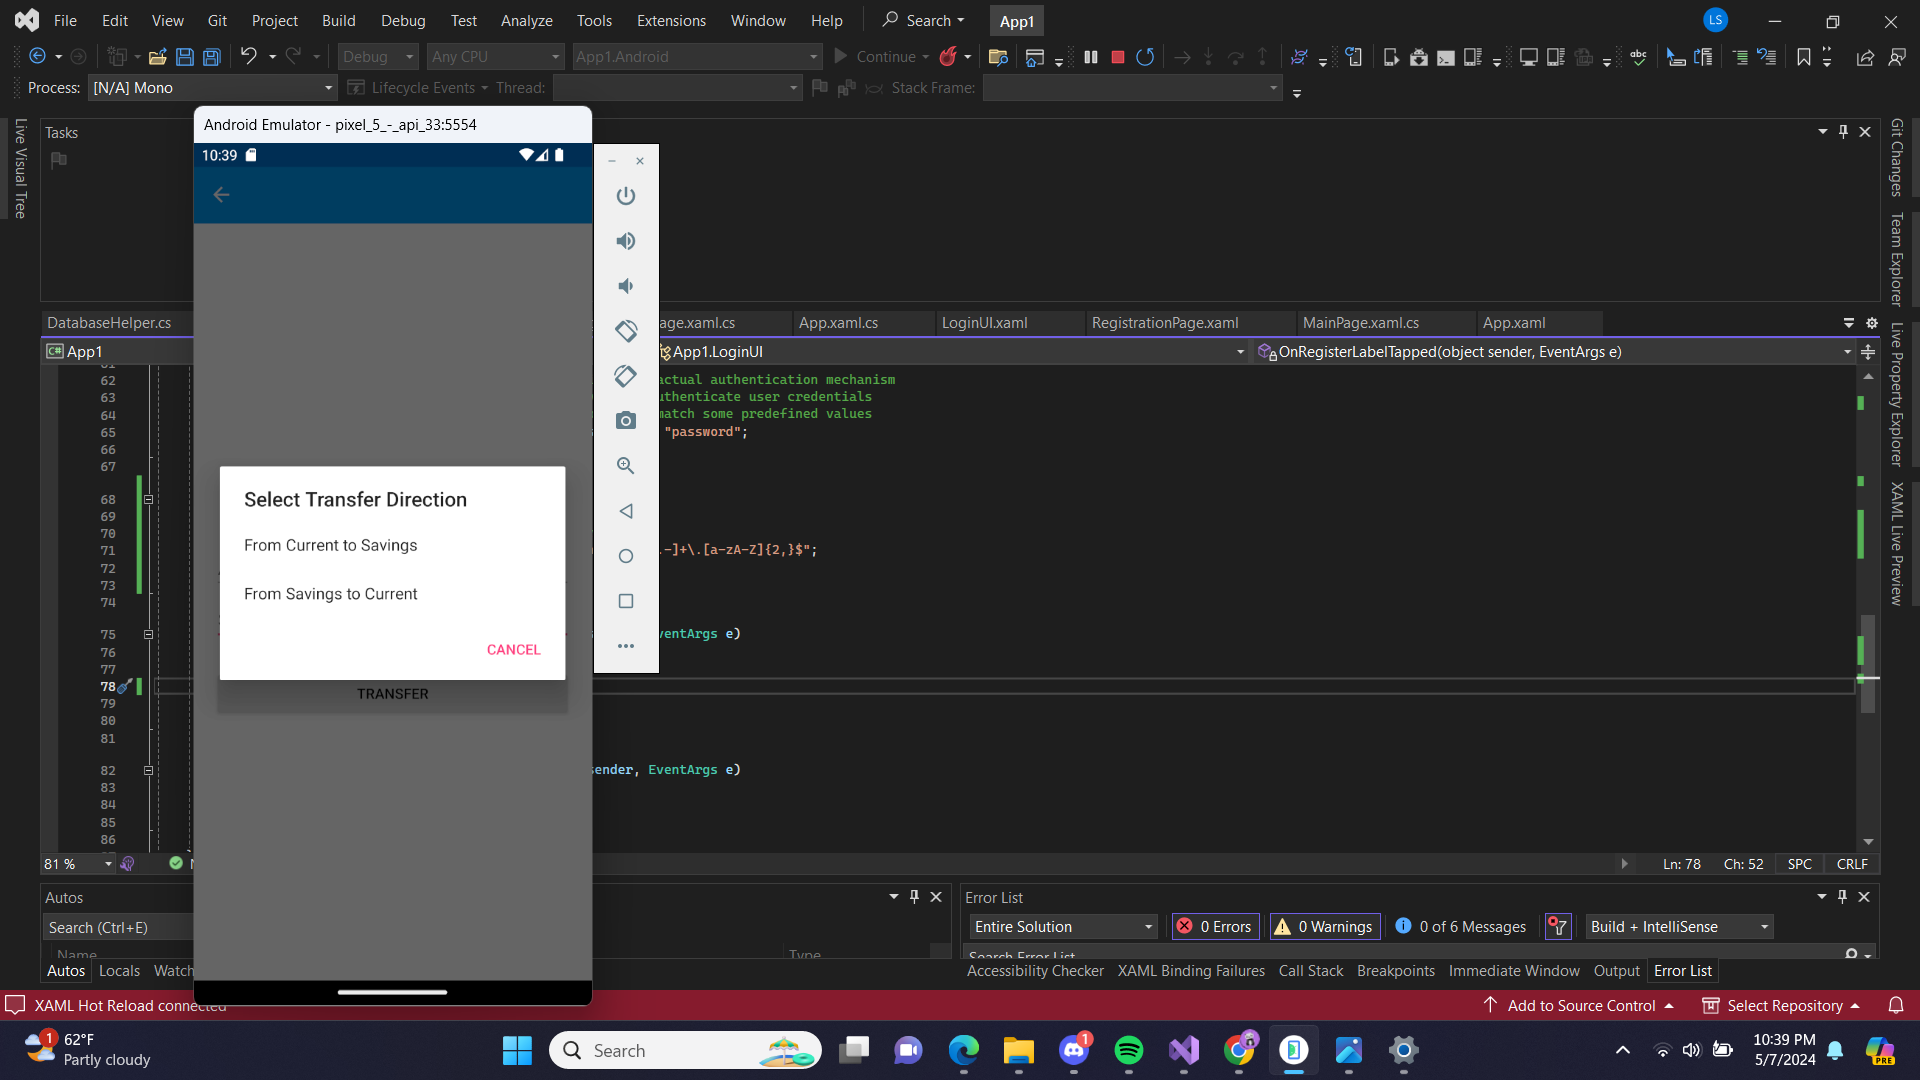 File Edit View Git Project Build Debug Test Analyze Tools Extensions Window Help Search App1 LS
Debug Any CPU App1.Android Continue
Process: [N/A] Mono Lifecycle Events Thread: Stack Frame:
Live Visual Tree
Tasks
Android Emulator - pixel_5_-_api_33:5554
10:39
Select Transfer Direction
From Current to Savings
From Savings to Current
CANCEL
TRANSFER
Git Changes
Team Explorer
Live Property Explorer
XAML Live Preview
DatabaseHelper.cs age.xaml.cs App.xaml.cs LoginUI.xaml RegistrationPage.xaml MainPage.xaml.cs App.xaml
C# App1 App1.LoginUI OnRegisterLabelTapped(object sender, EventArgs e)
62 actual authentication mechanism
63 uthenticate user credentials
64 match some predefined values
65 "password";
66
67
68
69
70
71 .-]+\.[a-zA-Z]{2,}$";
72
73
74
75 ventArgs e)
76
77
78
79
80
81
82 sender, EventArgs e)
83
84
85
86
81 % Ln: 78 Ch: 52 SPC CRLF
Autos
Search (Ctrl+E)
Name Type
Autos Locals Watch
Error List
Entire Solution 0 Errors 0 Warnings 0 of 6 Messages Build + IntelliSense
Search Error List
Accessibility Checker XAML Binding Failures Call Stack Breakpoints Immediate Window Output Error List
XAML Hot Reload connected Add to Source Control Select Repository
1 62°F
Partly cloudy
Search
1
10:39 PM
5/7/2024
PRE